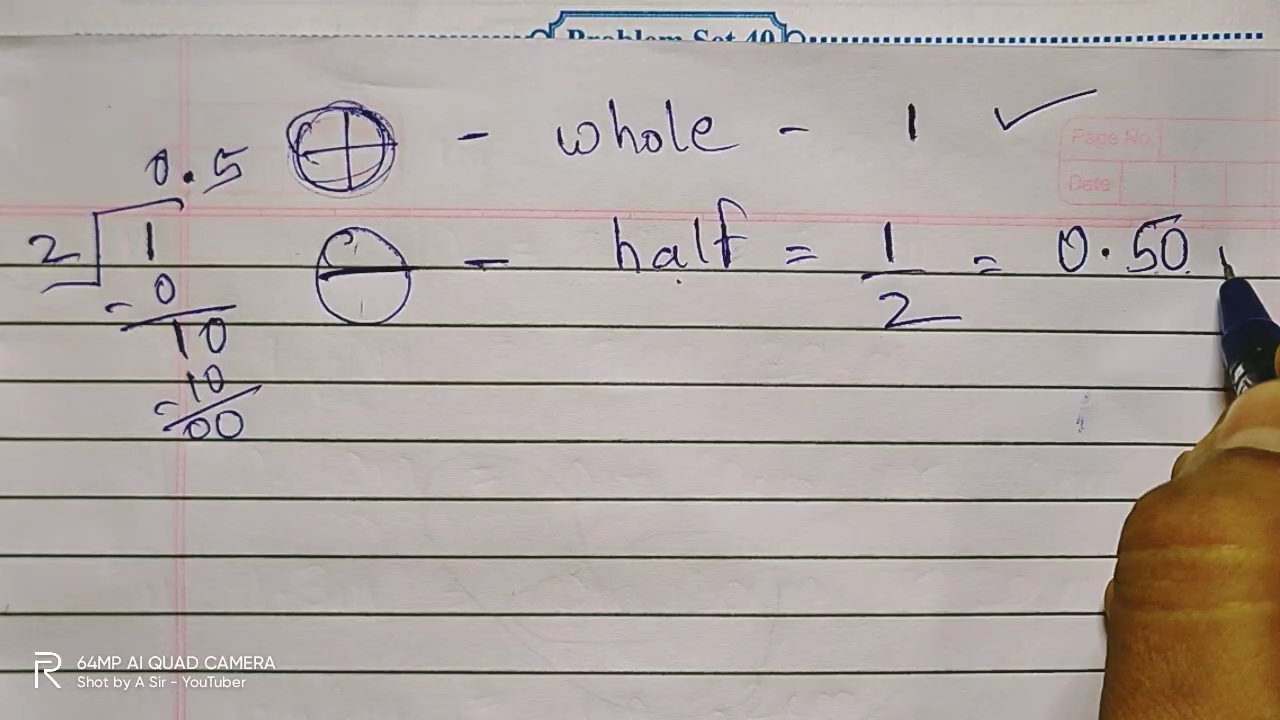 Problem Set 40
- whole - 1 ✓
Page No.
Date
0.5
2 1
- half = 1/2 = 0.50
- 0
10
- 10
00
64MP AI QUAD CAMERA
Shot by A Sir - YouTuber